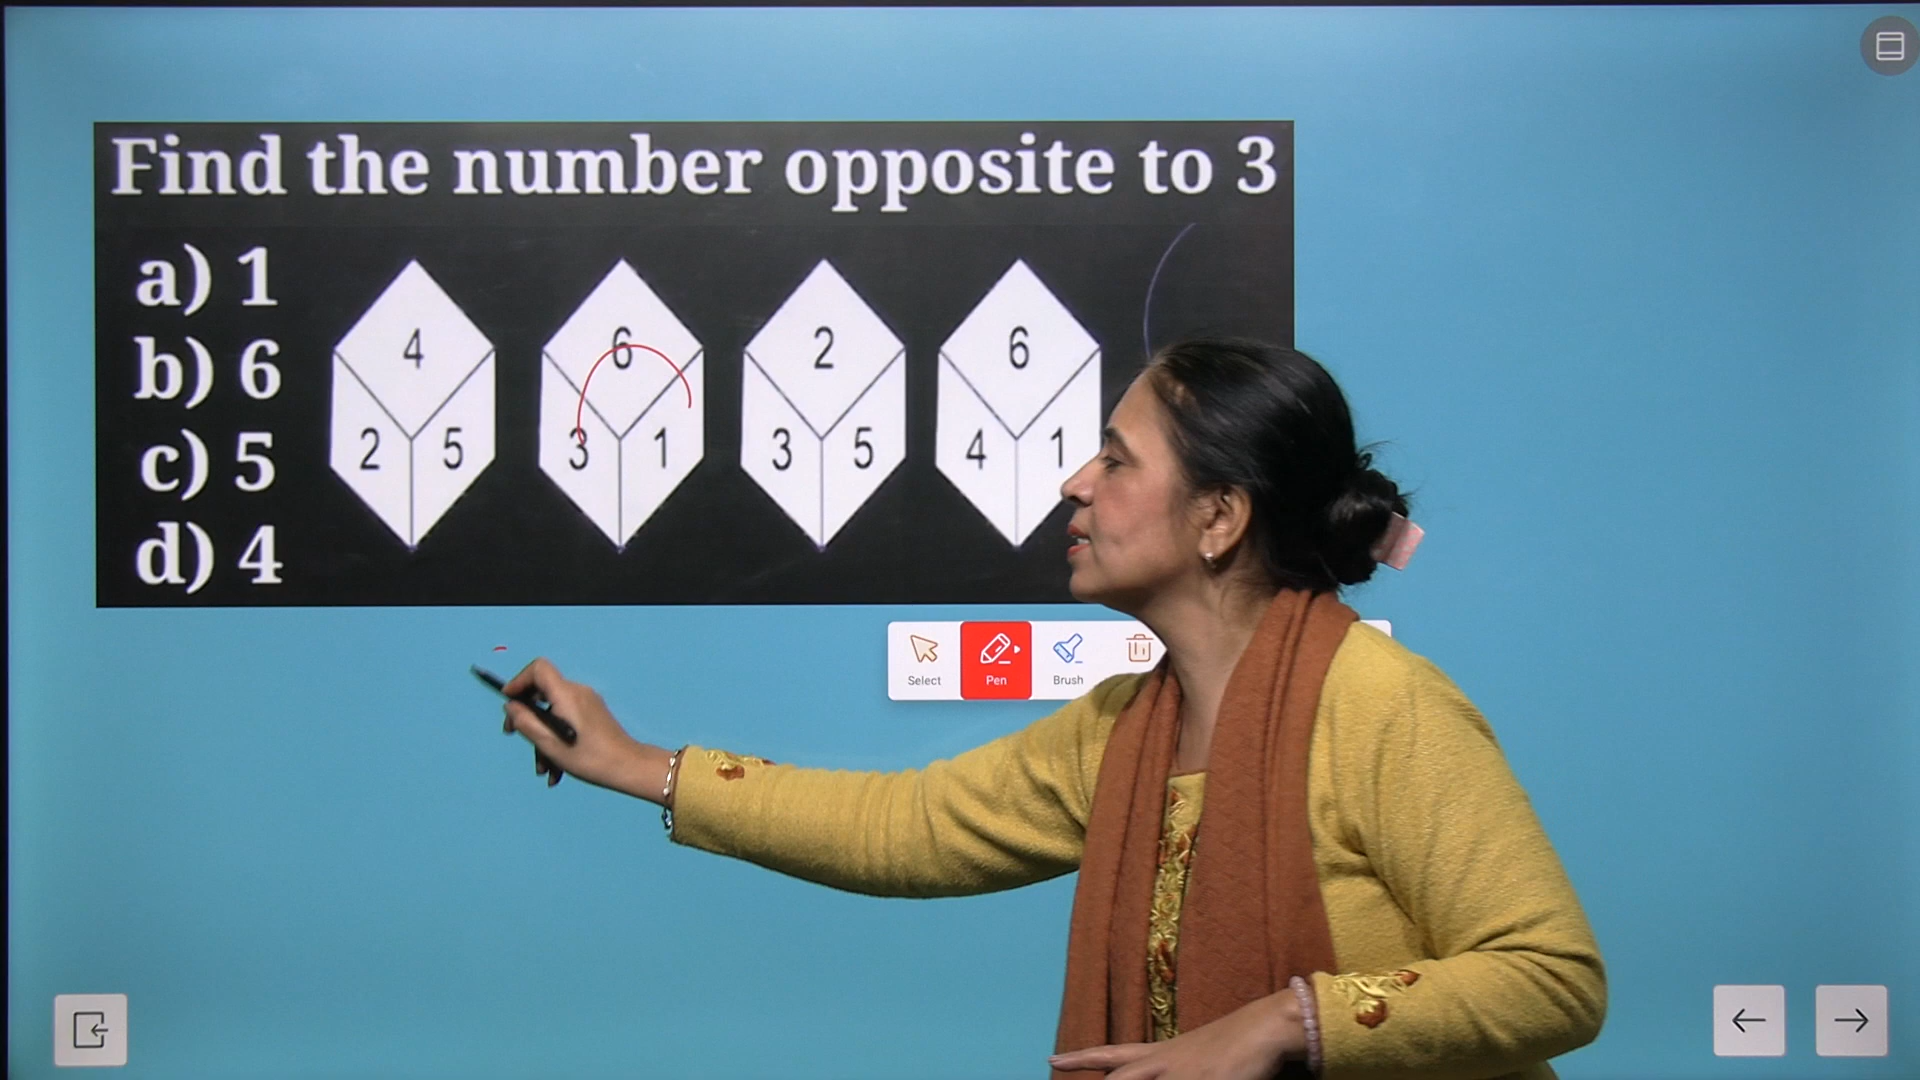 Find the number opposite to 3
a) 1
b) 6
c) 5
d) 4
4
2 5
6
3 1
2
3 5
6
4 1
Select Pen Brush